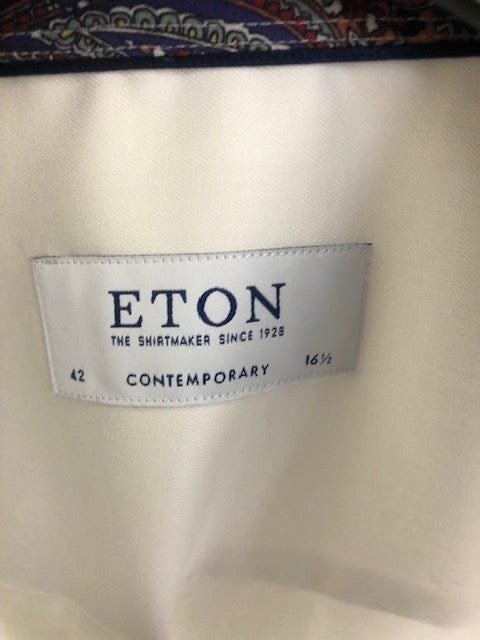 ETON
THE SHIRTMAKER SINCE 1928
42 CONTEMPORARY 16½